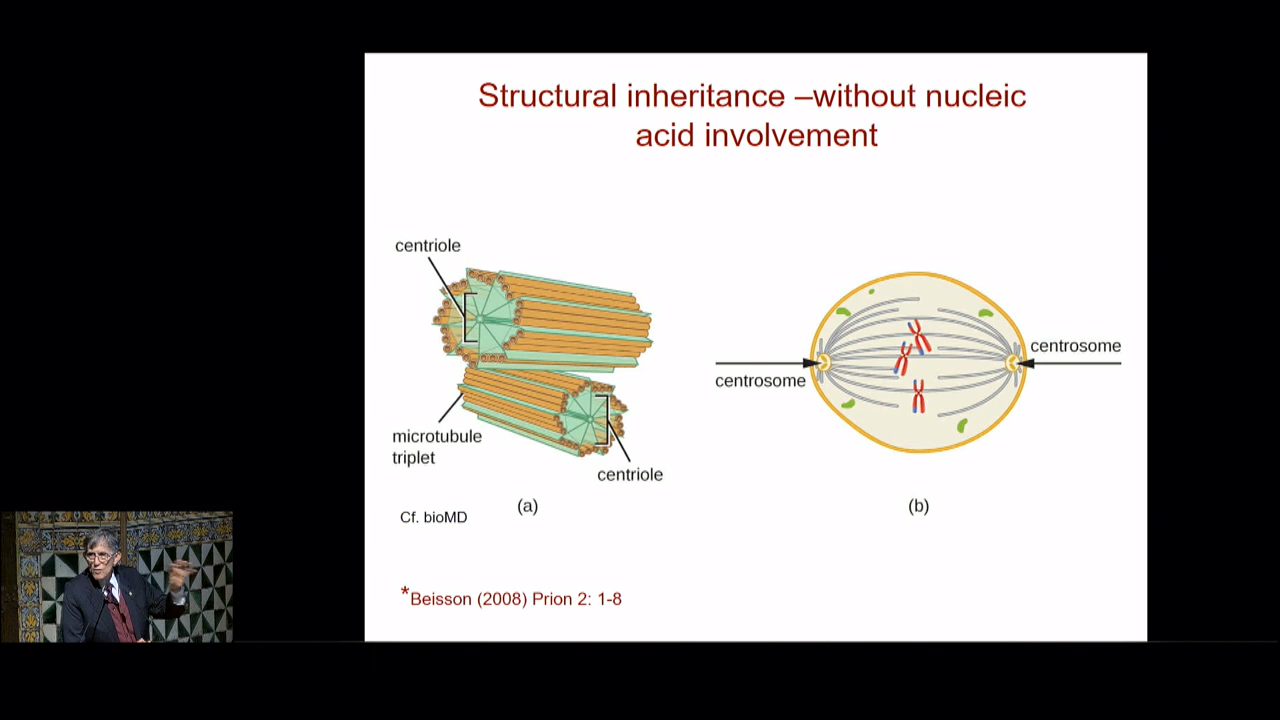 Structural inheritance –without nucleic
acid involvement
centriole
microtubule
triplet
centriole
(a)
centrosome
centrosome
(b)
Cf. bioMD
*Beisson (2008) Prion 2: 1-8